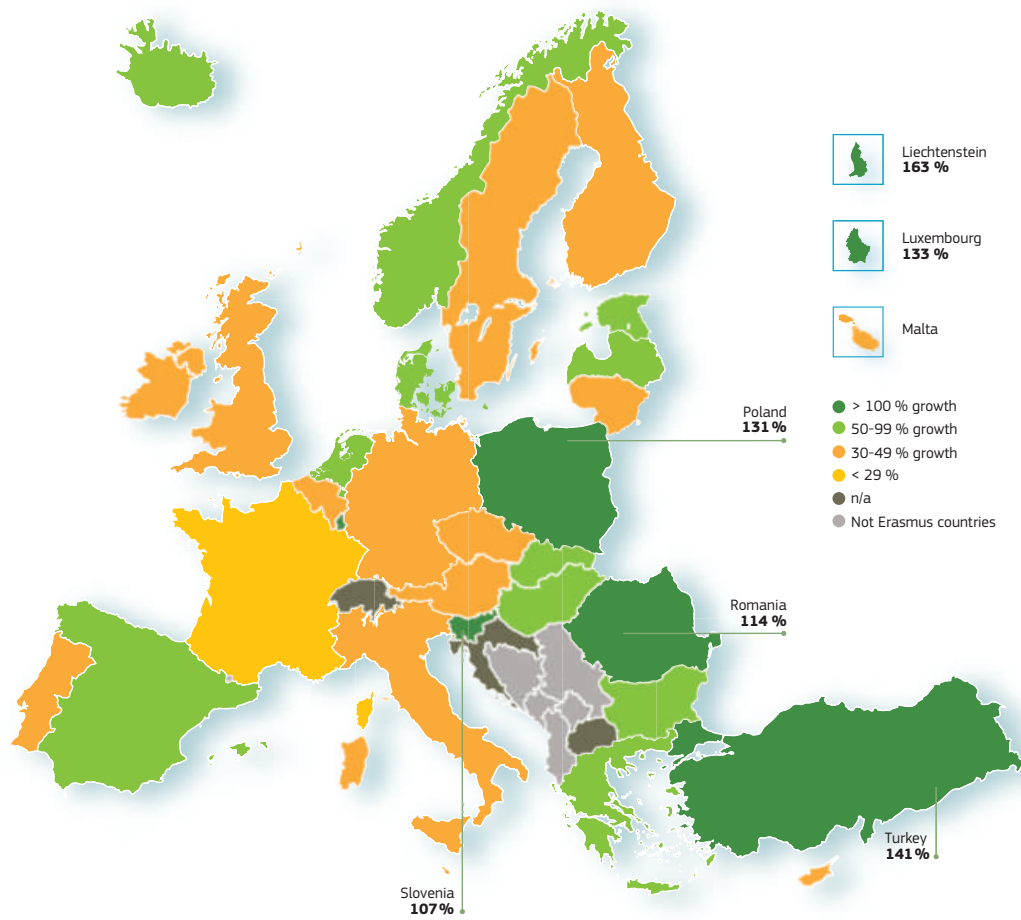 Liechtenstein
163 %
Luxembourg
133 %
Malta
> 100 % growth
50-99 % growth
30-49 % growth
< 29 %
n/a
Not Erasmus countries
Poland
131 %
Romania
114 %
Turkey
141 %
Slovenia
107 %